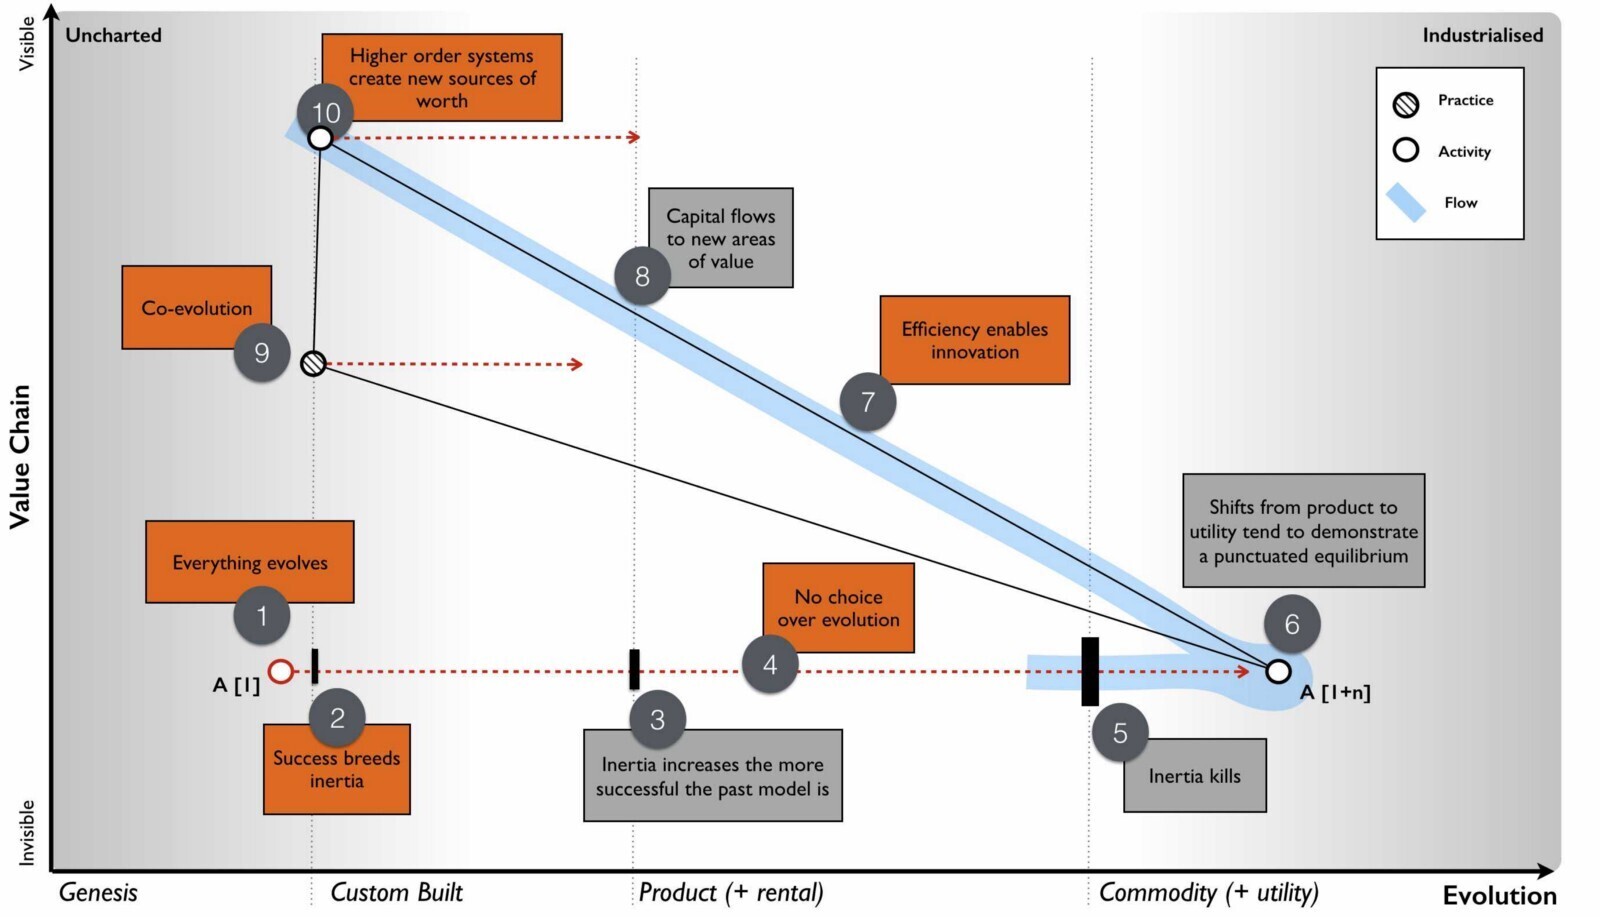 Visible
Uncharted
Industrialised
Higher order systems
create new sources of
worth
10
Practice
Activity
Flow
Capital flows
to new areas
of value
8
Co-evolution
9
Efficiency enables
innovation
7
Value Chain
Shifts from product to
utility tend to demonstrate
a punctuated equilibrium
6
Everything evolves
1
No choice
over evolution
4
A [1]
A [1+n]
2
Success breeds
inertia
3
Inertia increases the more
successful the past model is
5
Inertia kills
Invisible
Genesis
Custom Built
Product (+ rental)
Commodity (+ utility)
Evolution